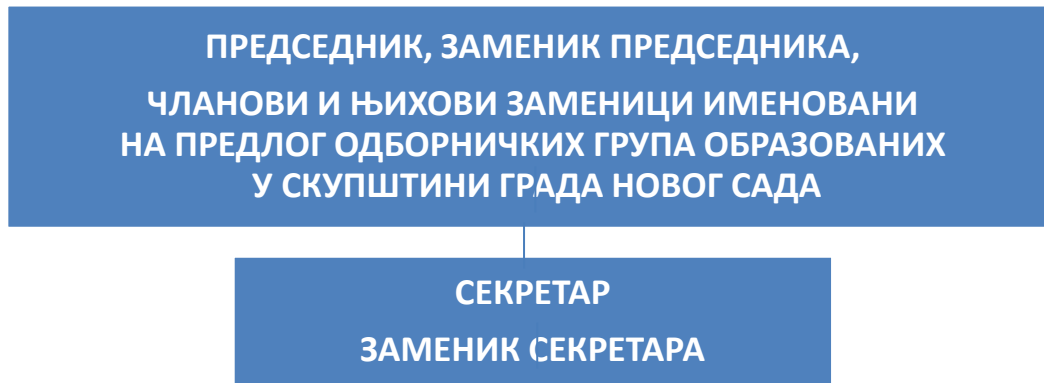 ПРЕДСЕДНИК, ЗАМЕНИК ПРЕДСЕДНИКА,
ЧЛАНОВИ И ЊИХОВИ ЗАМЕНИЦИ ИМЕНОВАНИ
НА ПРЕДЛОГ ОДБОРНИЧКИХ ГРУПА ОБРАЗОВАНИХ
У СКУПШТИНИ ГРАДА НОВОГ САДА
СЕКРЕТАР
ЗАМЕНИК СЕКРЕТАРА